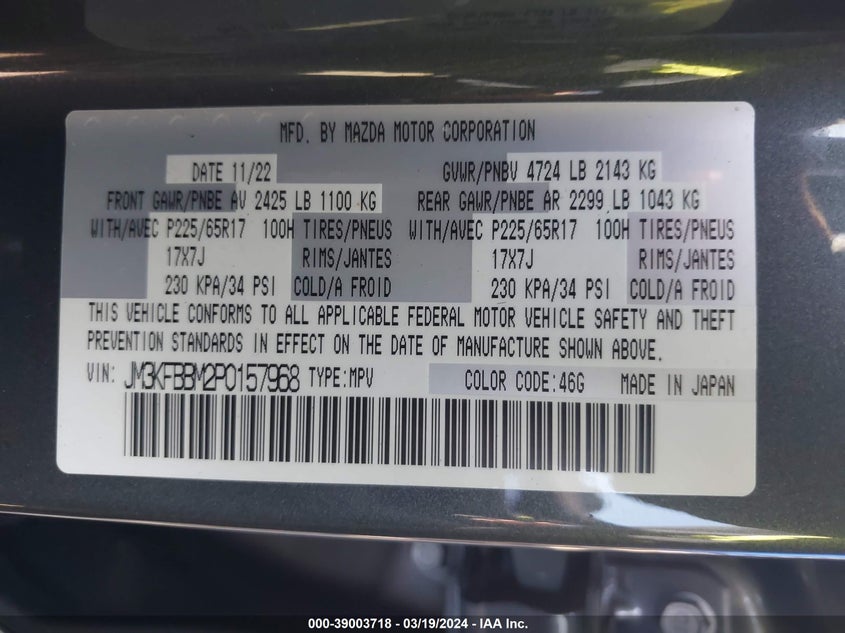 MFD. BY MAZDA MOTOR CORPORATION
DATE 11/22 GVWR/PNBV 4724 LB 2143 KG
FRONT GAWR/PNBE AV 2425 LB 1100 KG REAR GAWR/PNBE AR 2299 LB 1043 KG
WITH/AVEC P225/65R17 100H TIRES/PNEUS WITH/AVEC P225/65R17 100H TIRES/PNEUS
17X7J RIMS/JANTES 17X7J RIMS/JANTES
230 KPA/34 PSI COLD/A FROID 230 KPA/34 PSI COLD/A FROID
THIS VEHICLE CONFORMS TO ALL APPLICABLE FEDERAL MOTOR VEHICLE SAFETY AND THEFT
PREVENTION STANDARDS IN EFFECT ON THE DATE OF MANUFACTURE SHOWN ABOVE.
VIN: JM3KFBBM2P0157968 TYPE:MPV COLOR CODE:46G MADE IN JAPAN
000-39003718 - 03/19/2024 - IAA Inc.